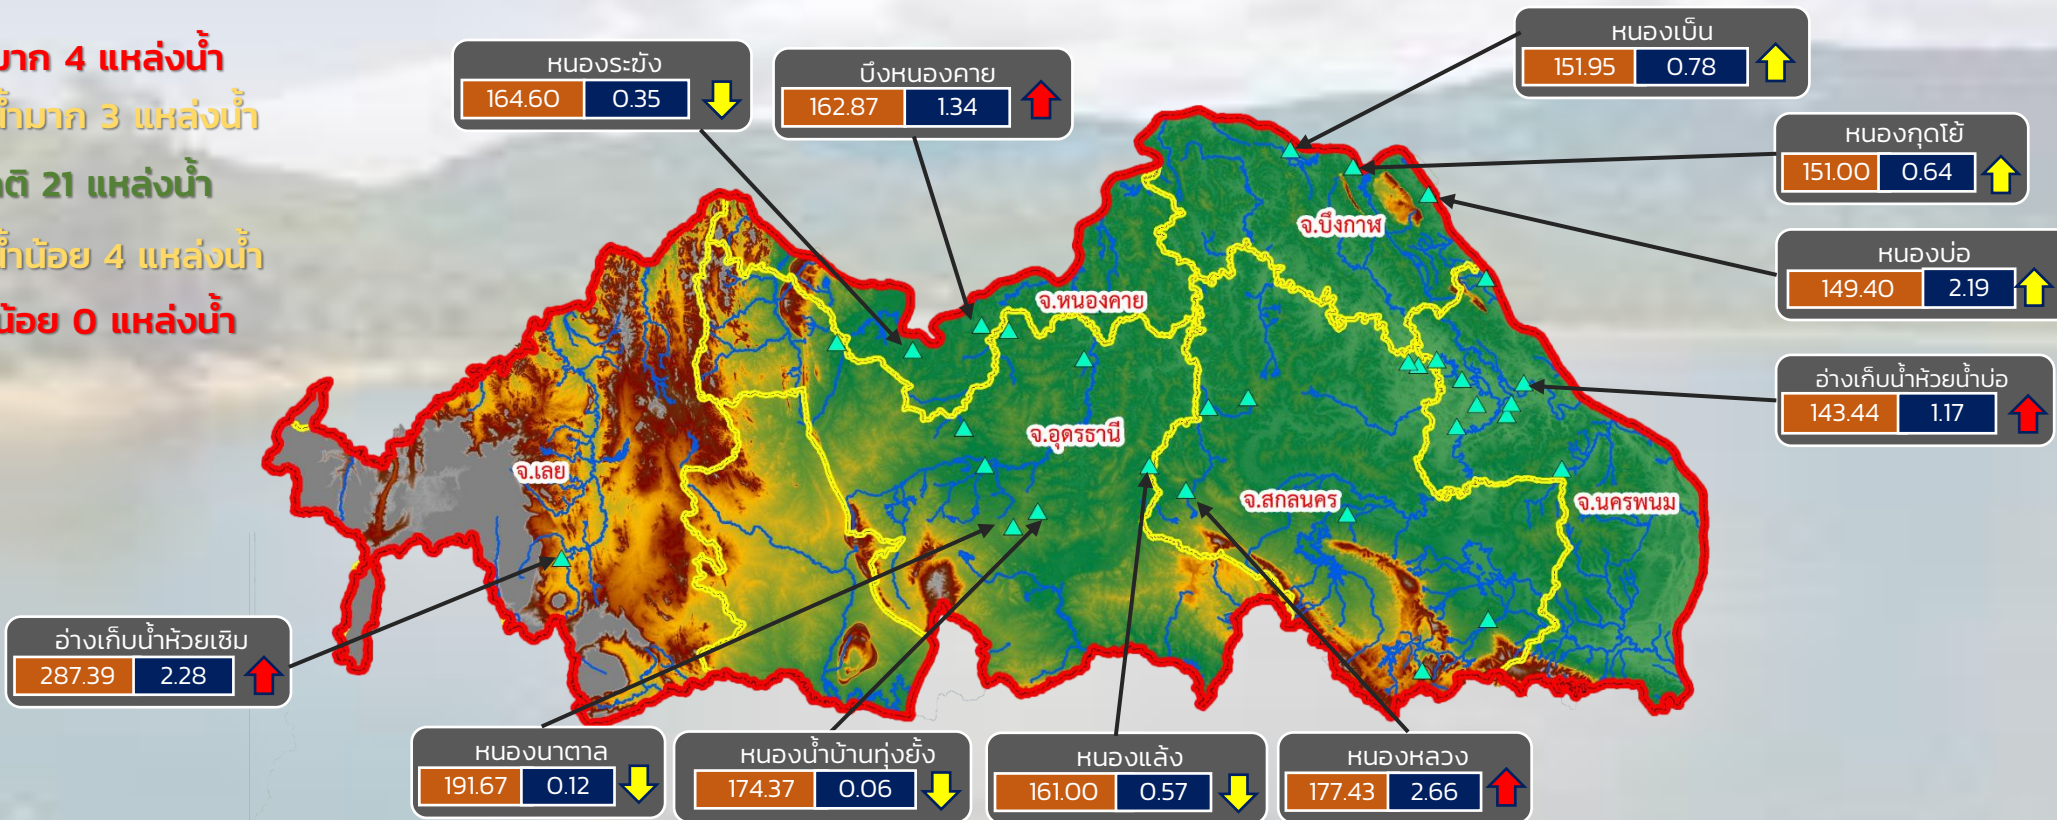 มาก 4 แหล่งน้ำ
น้ำมาก 3 แหล่งน้ำ
21 แหล่งน้ำ
น้ำน้อย 4 แหล่งน้ำ
น้อย 0 แหล่งน้ำ
หนองระฆัง
164.60 0.35
บึงหนองคาย
162.87 1.34
หนองเบ็น
151.95 0.78
หนองกุดโย้
151.00 0.64
หนองบ่อ
149.40 2.19
อ่างเก็บน้ำห้วยน้ำบ่อ
143.44 1.17
จ.บึงกาฬ
จ.หนองคาย
จ.อุดรธานี
จ.เลย
จ.สกลนคร
จ.นครพนม
อ่างเก็บน้ำห้วยเซิม
287.39 2.28
หนองนาตาล
191.67 0.12
หนองน้ำบ้านทุ่งยั้ง
174.37 0.06
หนองแล้ง
161.00 0.57
หนองหลวง
177.43 2.66